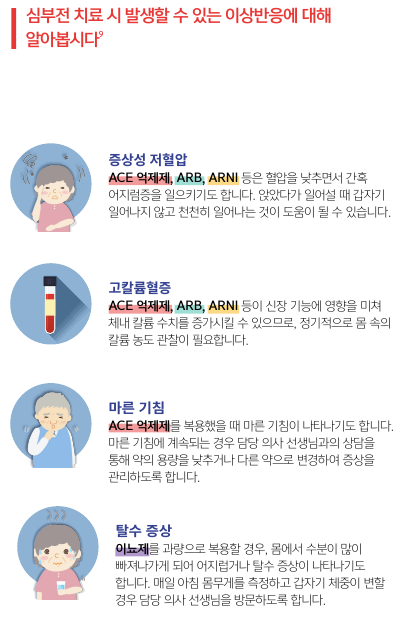 심부전 치료 시 발생할 수 있는 이상반응에 대해
알아봅시다⁹
증상성 저혈압
ACE 억제제, ARB, ARNI 등은 혈압을 낮추면서 간혹
어지럼증을 일으키기도 합니다. 앉았다가 일어설 때 갑자기
일어나지 않고 천천히 일어나는 것이 도움이 될 수 있습니다.
고칼륨혈증
ACE 억제제, ARB, ARNI 등이 신장 기능에 영향을 미쳐
체내 칼륨 수치를 증가시킬 수 있으므로, 정기적으로 몸 속의
칼륨 농도 관찰이 필요합니다.
마른 기침
ACE 억제제를 복용했을 때 마른 기침이 나타나기도 합니다.
마른 기침이 계속되는 경우 담당 의사 선생님과의 상담을
통해 약의 용량을 낮추거나 다른 약으로 변경하여 증상을
관리하도록 합니다.
탈수 증상
이뇨제를 과량으로 복용할 경우, 몸에서 수분이 많이
빠져나가게 되어 어지럽거나 탈수 증상이 나타나기도
합니다. 매일 아침 몸무게를 측정하고 갑자기 체중이 변할
경우 담당 의사 선생님을 방문하도록 합니다.